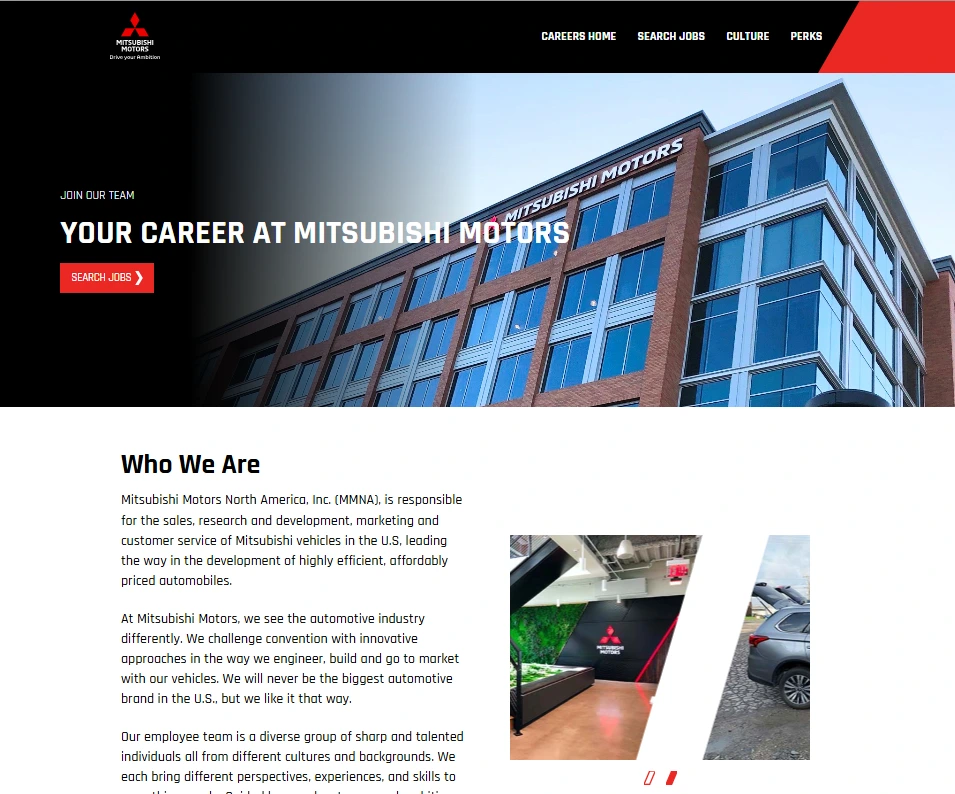 MITSUBISHI
MOTORS
Drive your Ambition
CAREERS HOME
SEARCH JOBS
CULTURE
PERKS
MITSUBISHI MOTORS
JOIN OUR TEAM
YOUR CAREER AT MITSUBISHI MOTORS
SEARCH JOBS ❯
Who We Are
Mitsubishi Motors North America, Inc. (MMNA), is responsible
for the sales, research and development, marketing and
customer service of Mitsubishi vehicles in the U.S, leading
the way in the development of highly efficient, affordably
priced automobiles.
At Mitsubishi Motors, we see the automotive industry
differently. We challenge convention with innovative
approaches in the way we engineer, build and go to market
with our vehicles. We will never be the biggest automotive
brand in the U.S., but we like it that way.
Our employee team is a diverse group of sharp and talented
individuals all from different cultures and backgrounds. We
each bring different perspectives, experiences, and skills to
MITSUBISHI
MOTORS